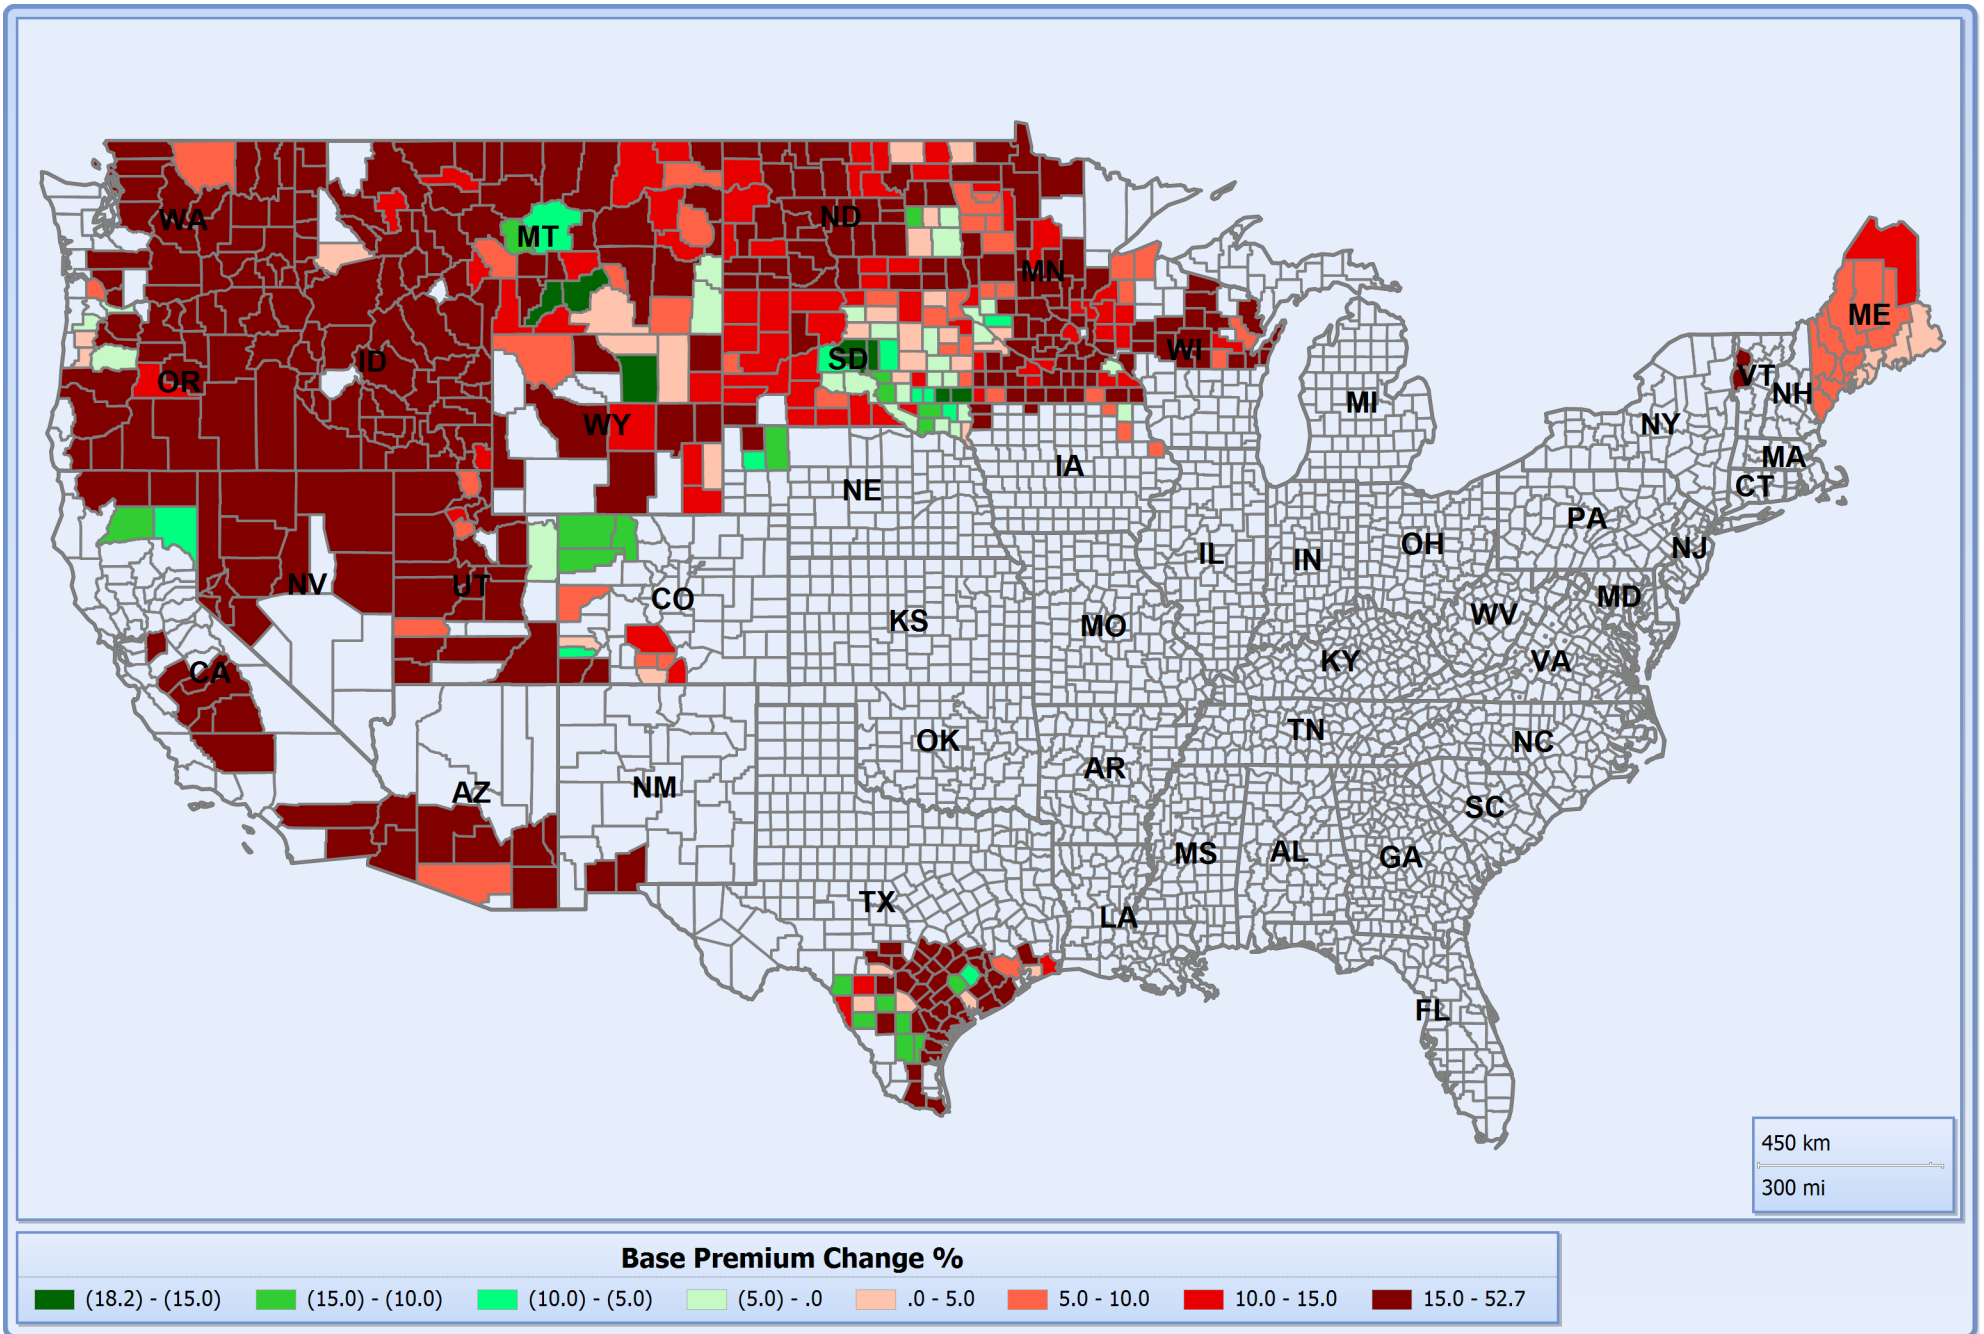 WA
MT
ND
MN
ME
OR
ID
SD
WI
VT
NH
WY
MI
NY
MA
CT
IA
NE
PA
NJ
NV
UT
CO
IL
IN
OH
MD
WV
KS
MO
KY
VA
CA
TN
NC
OK
AR
AZ
NM
SC
MS
AL
GA
TX
LA
FL
450 km
300 mi
Base Premium Change %
(18.2) - (15.0) (15.0) - (10.0) (10.0) - (5.0) (5.0) - .0 .0 - 5.0 5.0 - 10.0 10.0 - 15.0 15.0 - 52.7